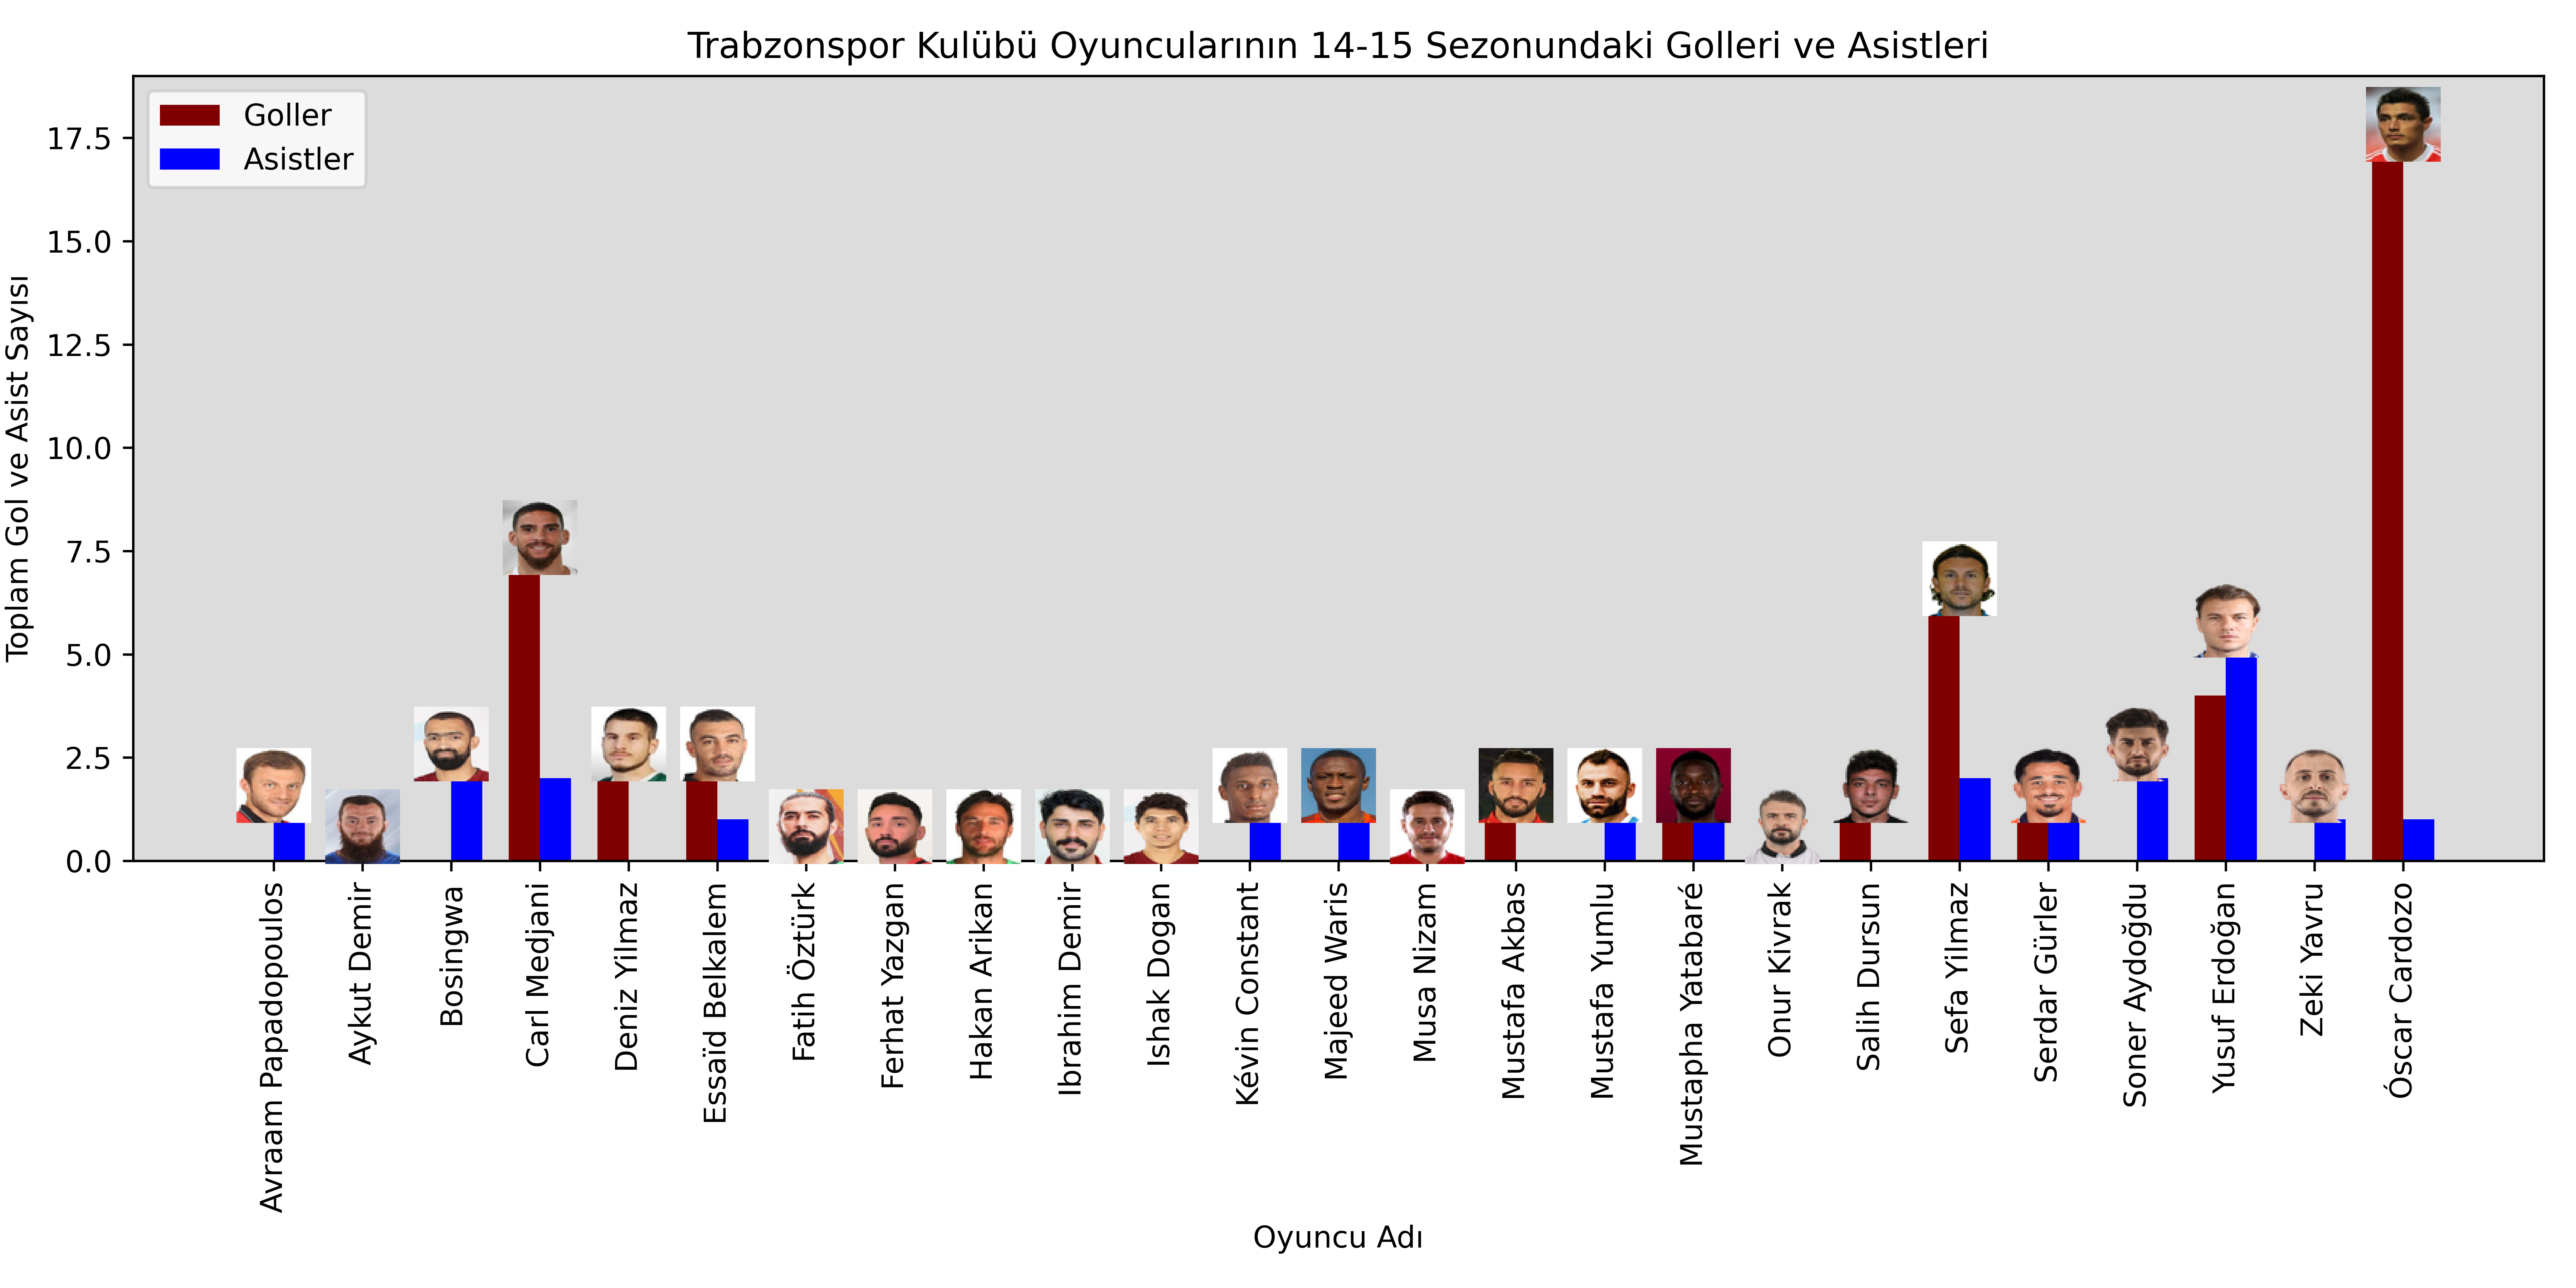 Trabzonspor Kulübü Oyuncularının 14-15 Sezonundaki Golleri ve Asistleri
Goller
Asistler
Toplam Gol ve Asist Sayısı
17.5
15.0
12.5
10.0
7.5
5.0
2.5
0.0
Avraam Papadopoulos
Aykut Demir
Bosingwa
Carl Medjani
Deniz Yilmaz
Essaïd Belkalem
Fatih Öztürk
Ferhat Yazgan
Hakan Arikan
Ibrahim Demir
Ishak Dogan
Kévin Constant
Majeed Waris
Musa Nizam
Mustafa Akbas
Mustafa Yumlu
Mustapha Yatabaré
Onur Kivrak
Salih Dursun
Sefa Yilmaz
Serdar Gürler
Soner Aydoğdu
Yusuf Erdoğan
Zeki Yavru
Óscar Cardozo
Oyuncu Adı